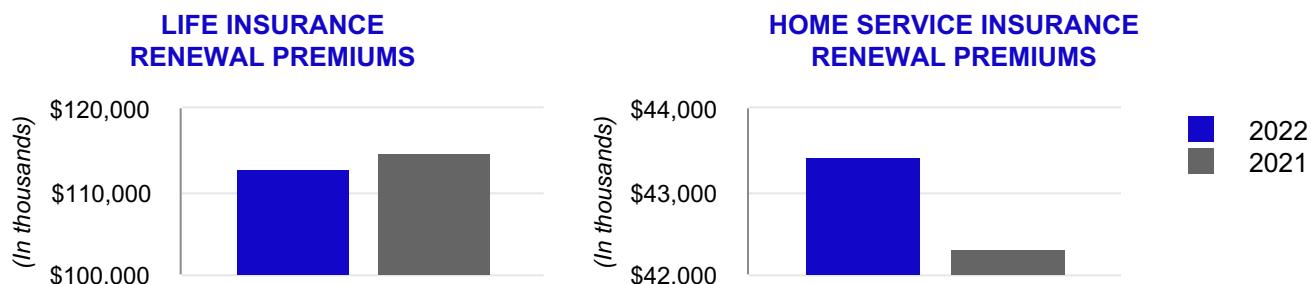 LIFE INSURANCE
RENEWAL PREMIUMS
(In thousands)
$120,000
$110,000
$100,000
HOME SERVICE INSURANCE
RENEWAL PREMIUMS
(In thousands)
$44,000
$43,000
$42,000
2022
2021